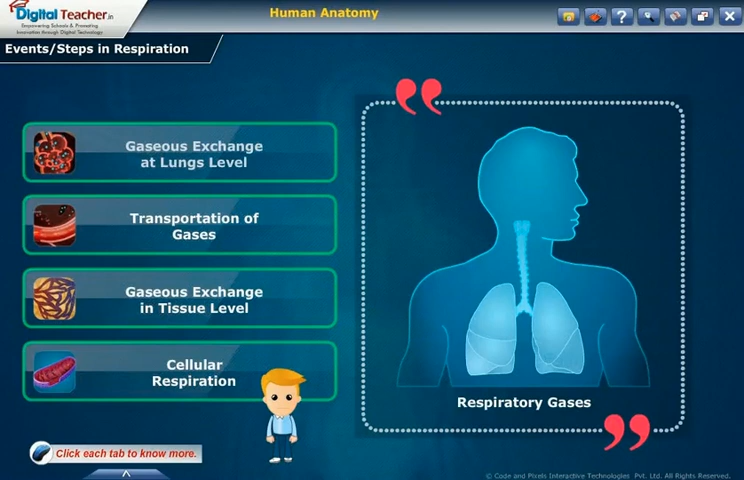 Digital Teacher.in
Empowering Schools & Promoting
Innovation through Digital Technology
Human Anatomy
?
Events/Steps in Respiration
Gaseous Exchange
at Lungs Level
Transportation of
Gases
Gaseous Exchange
in Tissue Level
Cellular
Respiration
Respiratory Gases
Click each tab to know more.
© Code and Pixels Interactive Technologies Pvt. Ltd. All Rights Reserved.